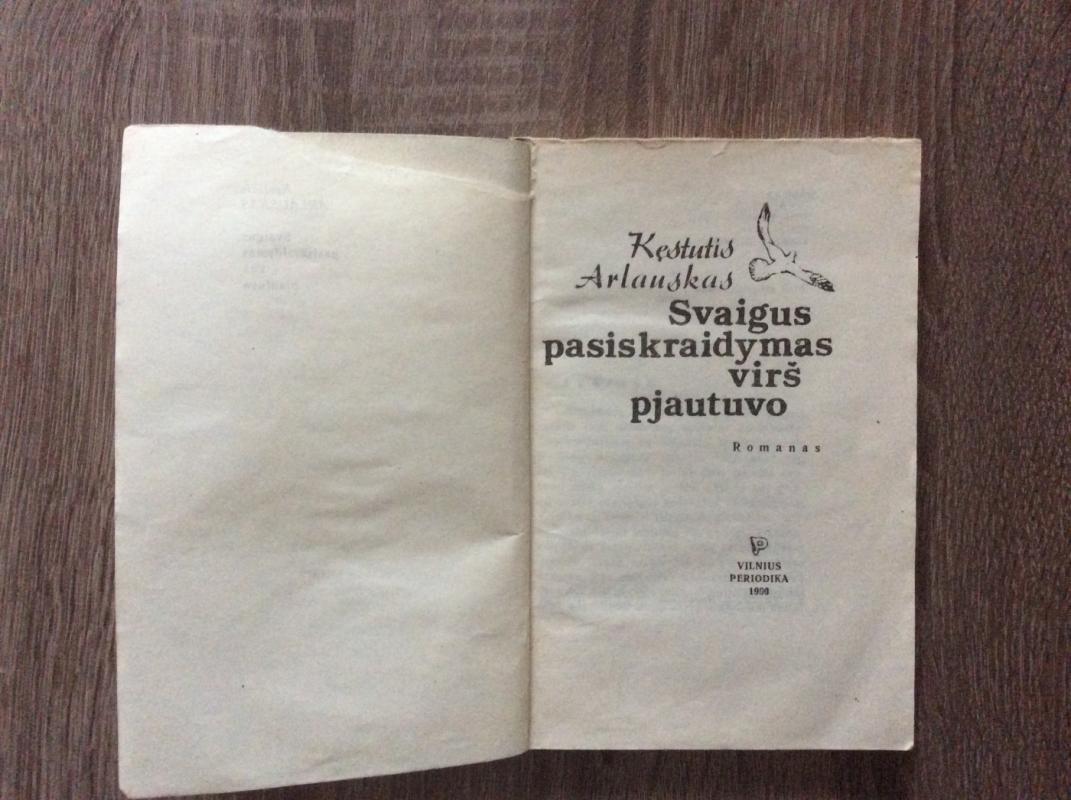 Kęstutis
Arlauskas
Svaigus
pasiskraidymas
virš
pjautuvo
Romanas
P
VILNIUS
PERIODIKA
1990